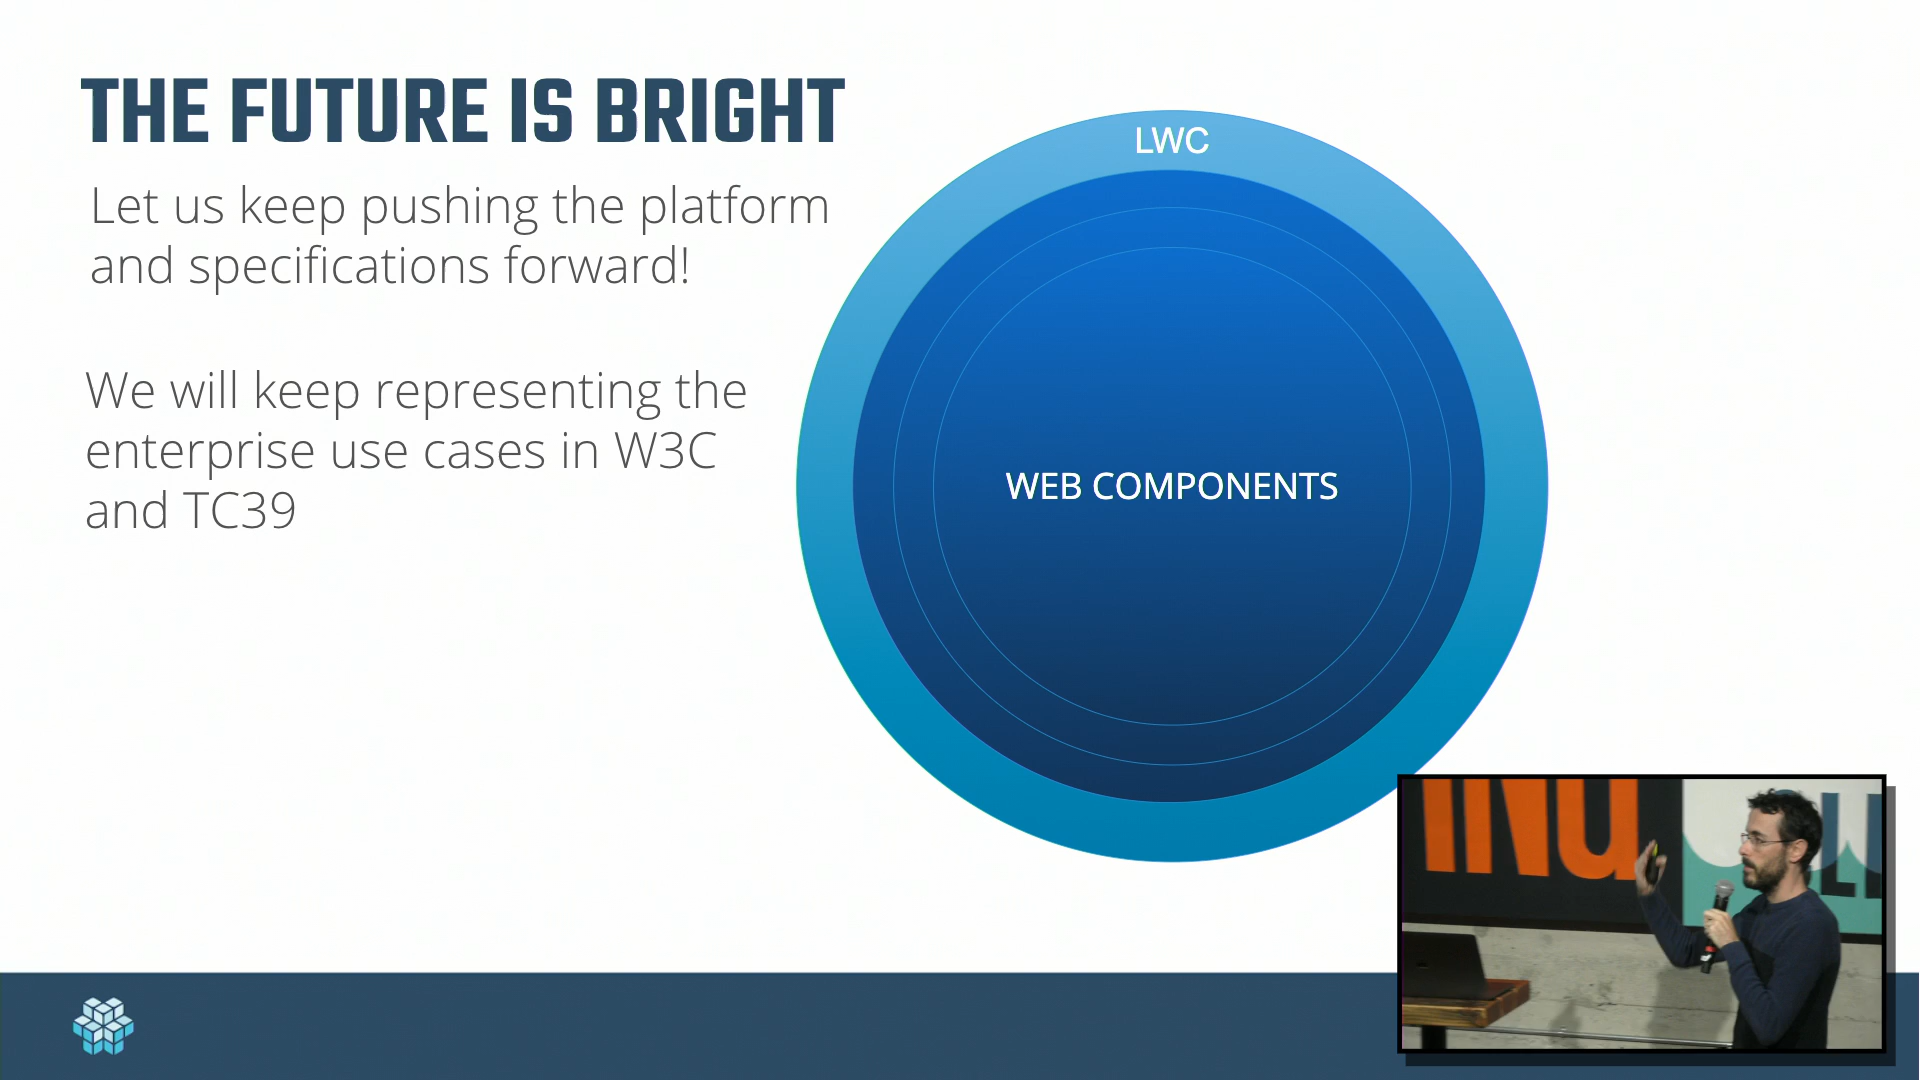 THE FUTURE IS BRIGHT
Let us keep pushing the platform
and specifications forward!
We will keep representing the
enterprise use cases in W3C
and TC39
LWC
WEB COMPONENTS